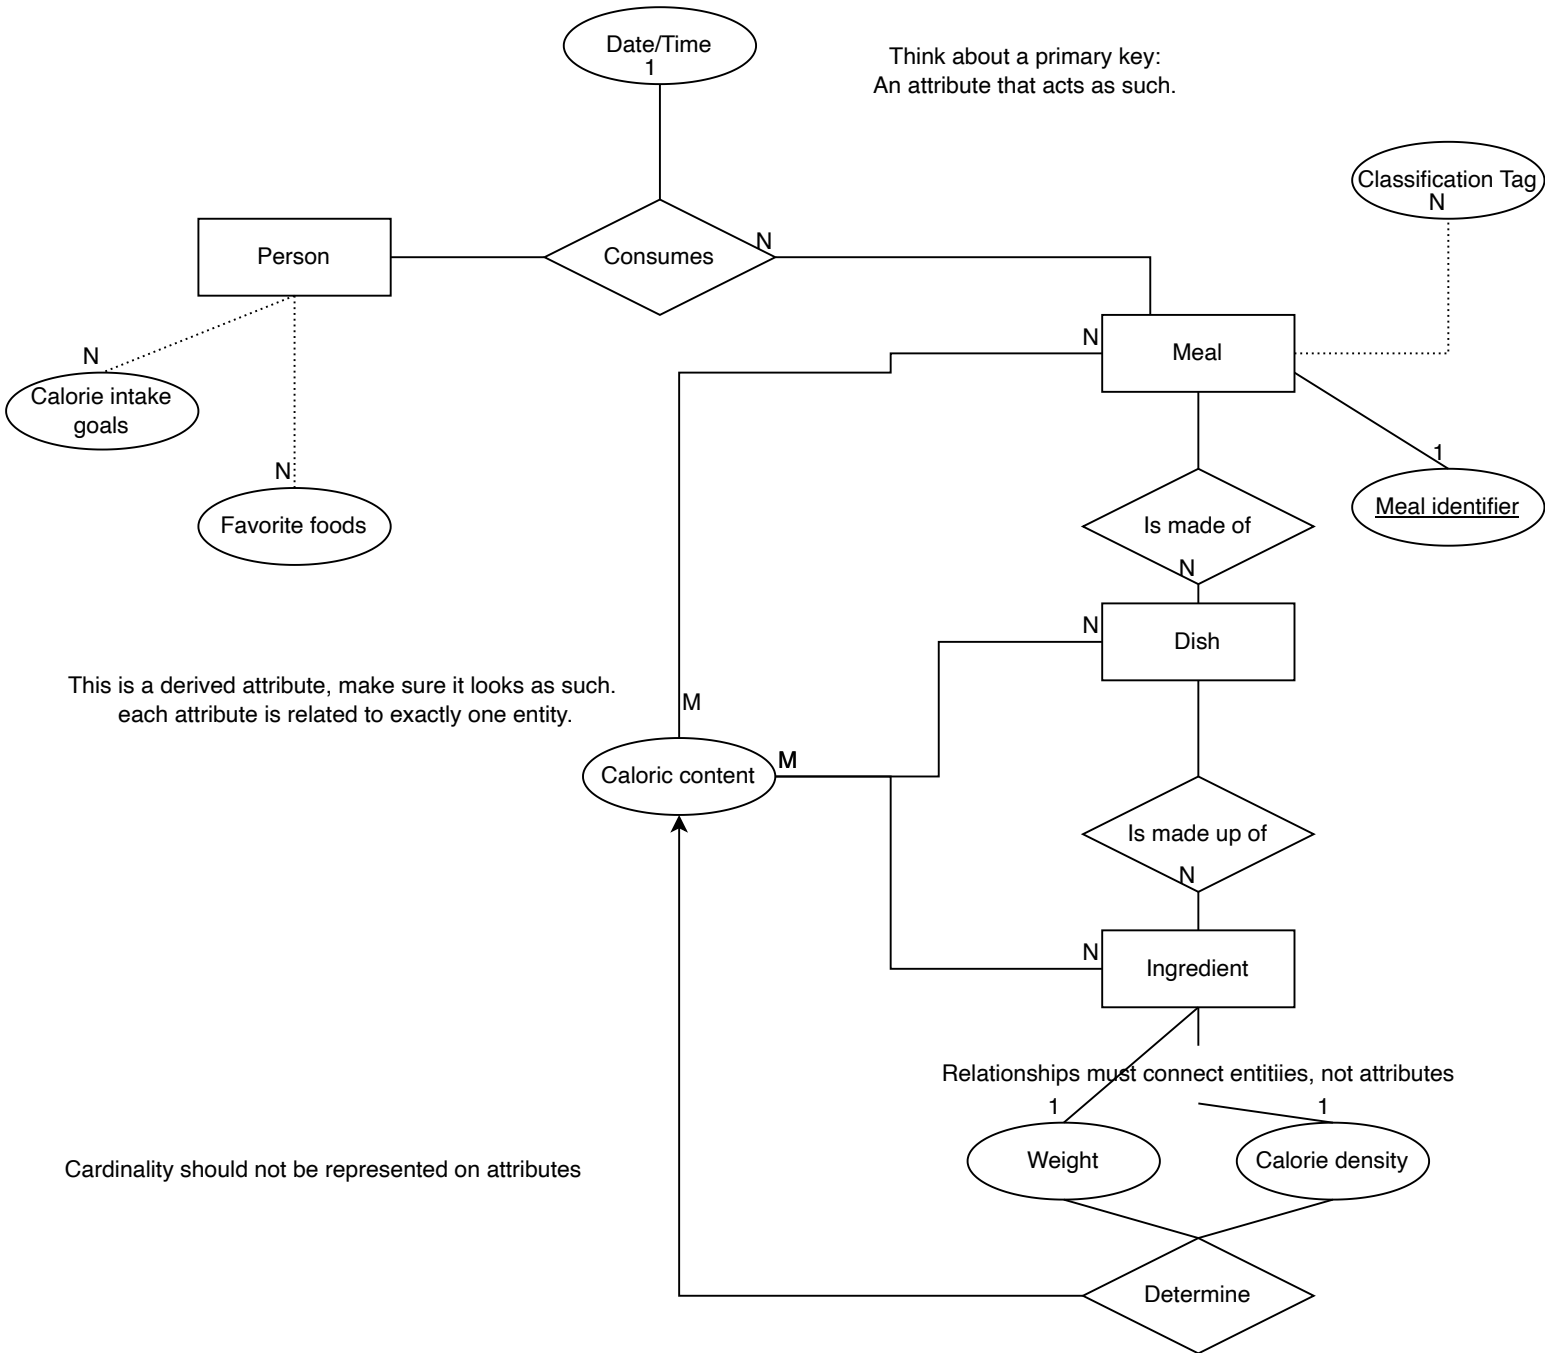 Date/Time
1
Think about a primary key:
An attribute that acts as such.
Classification Tag
N
Person
Consumes
N
N
Meal
N
Calorie intake
goals
N
Favorite foods
1
Meal identifier
Is made of
N
N
Dish
This is a derived attribute, make sure it looks as such.
each attribute is related to exactly one entity.
M
M
Caloric content
Is made up of
N
N
Ingredient
Relationships must connect entitiies, not attributes
1
1
Weight
Calorie density
Cardinality should not be represented on attributes
Determine